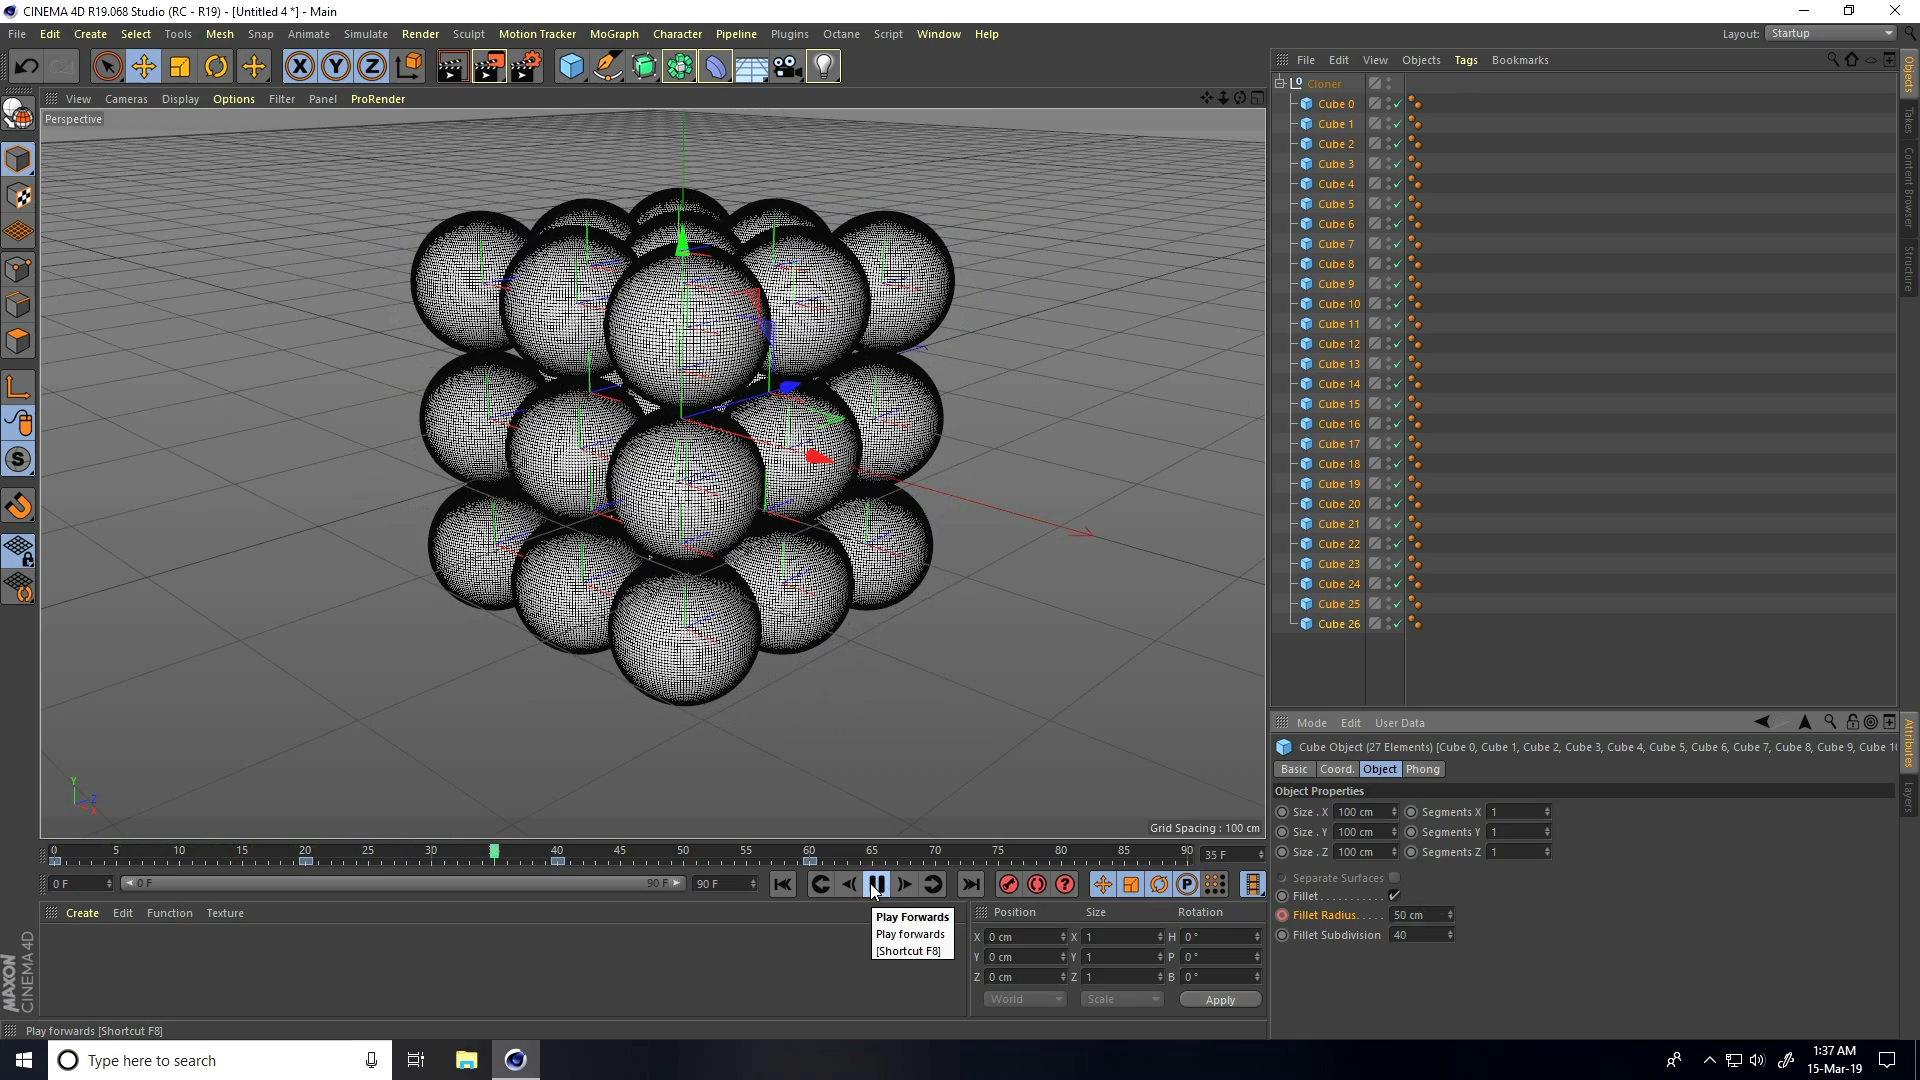 CINEMA 4D R19.068 Studio (RC - R19) - [Untitled 4 *] - Main
File Edit Create Select Tools Mesh Snap Animate Simulate Render Sculpt Motion Tracker MoGraph Character Pipeline Plugins Octane Script Window Help
Layout: Startup
View Cameras Display Options Filter Panel ProRender
Perspective
Grid Spacing : 100 cm
File Edit View Objects Tags Bookmarks
Cloner
Cube 0
Cube 1
Cube 2
Cube 3
Cube 4
Cube 5
Cube 6
Cube 7
Cube 8
Cube 9
Cube 10
Cube 11
Cube 12
Cube 13
Cube 14
Cube 15
Cube 16
Cube 17
Cube 18
Cube 19
Cube 20
Cube 21
Cube 22
Cube 23
Cube 24
Cube 25
Cube 26
Objects
Takes
Content Browser
Structure
Mode Edit User Data
Cube Object (27 Elements) [Cube 0, Cube 1, Cube 2, Cube 3, Cube 4, Cube 5, Cube 6, Cube 7, Cube 8, Cube 9, Cube 10
Basic Coord. Object Phong
Object Properties
Size . X 100 cm Segments X 1
Size . Y 100 cm Segments Y 1
Size . Z 100 cm Segments Z 1
Separate Surfaces
Fillet
Fillet Radius 50 cm
Fillet Subdivision 40
Attributes
Layers
0 5 10 15 20 25 30 35 40 45 50 55 60 65 70 75 80 85 90 35 F
0 F 0 F 90 F 90 F
Create Edit Function Texture
Play Forwards
Play forwards
[Shortcut F8]
Position Size Rotation
X 0 cm X 1 H 0 °
Y 0 cm Y 1 P 0 °
Z 0 cm Z 1 B 0 °
World Scale Apply
MAXON
CINEMA 4D
Play forwards [Shortcut F8]
Type here to search
1:37 AM
15-Mar-19